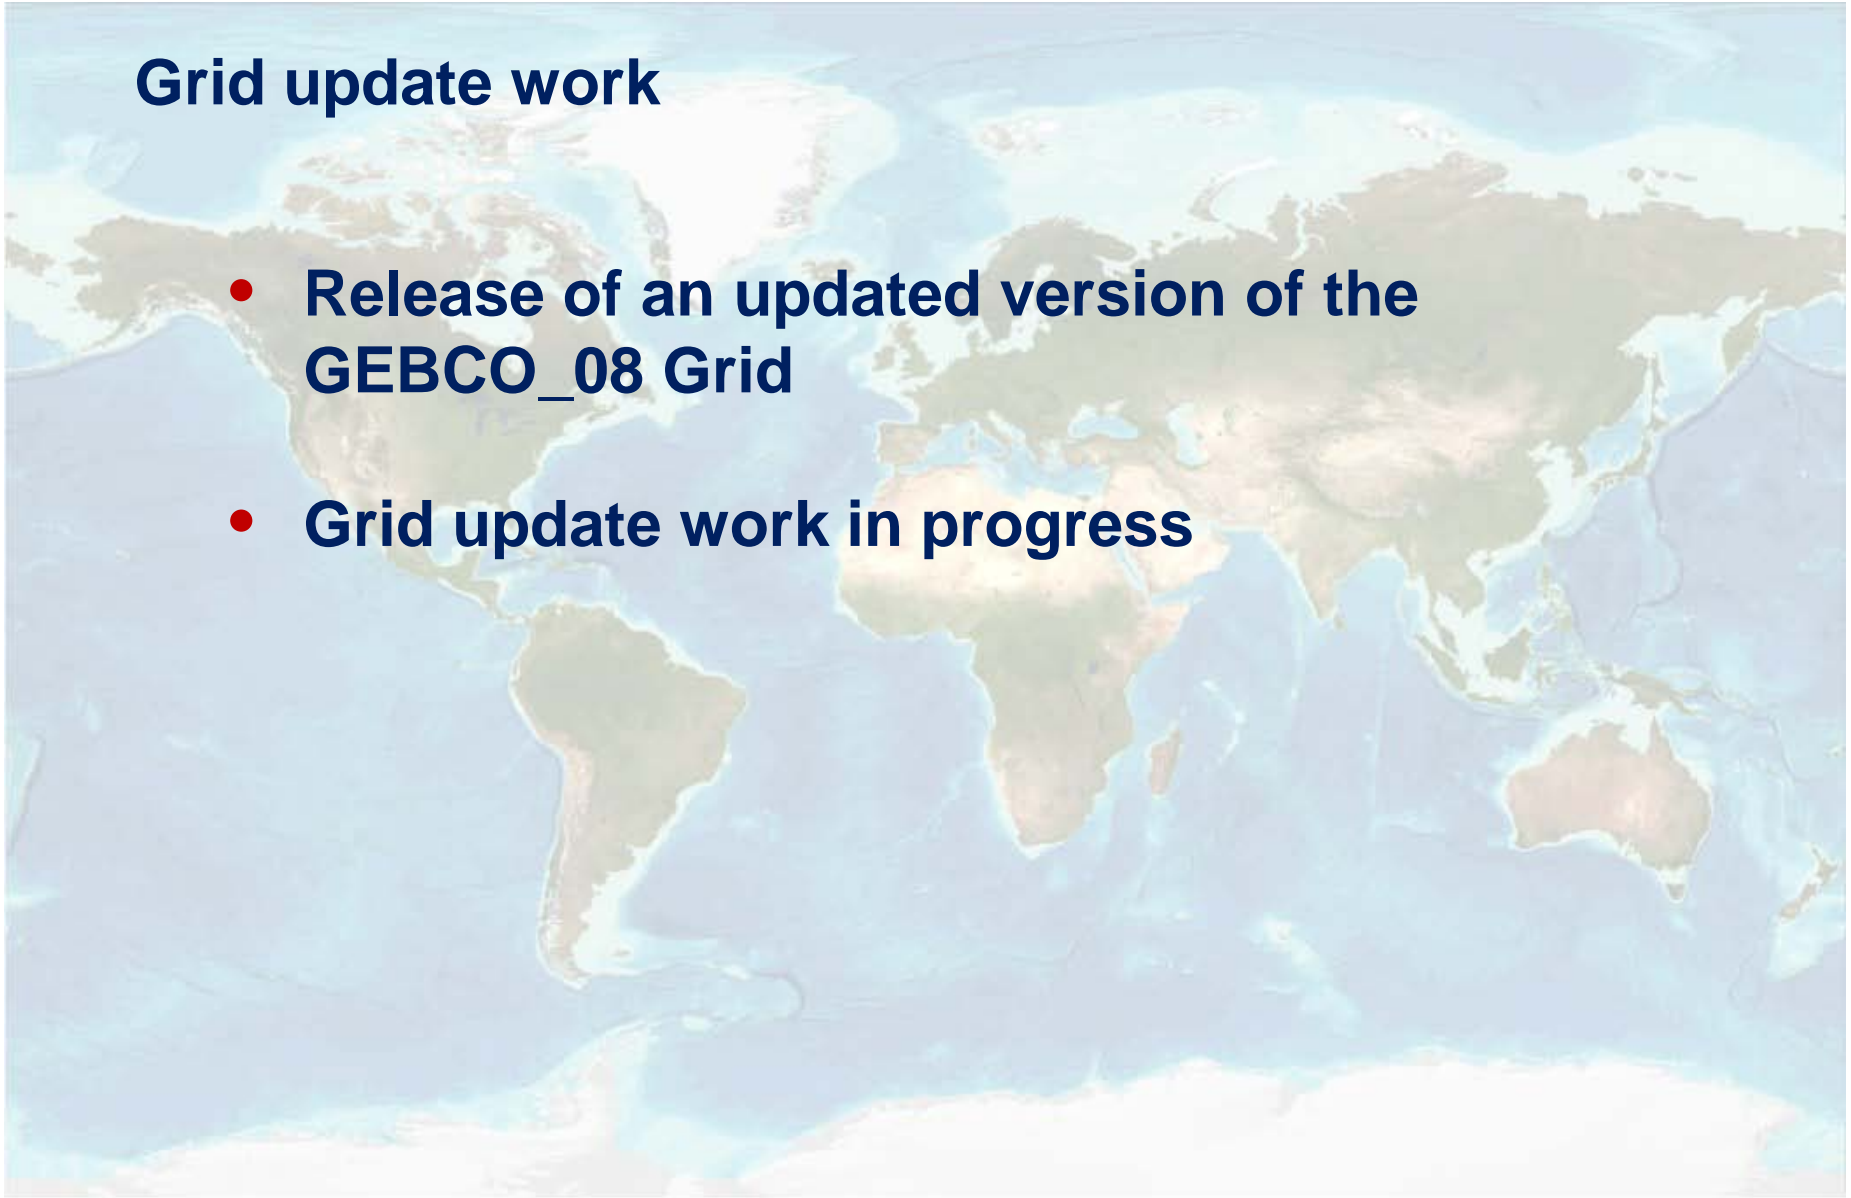 Grid update work
• Release of an updated version of the
GEBCO_08 Grid
• Grid update work in progress